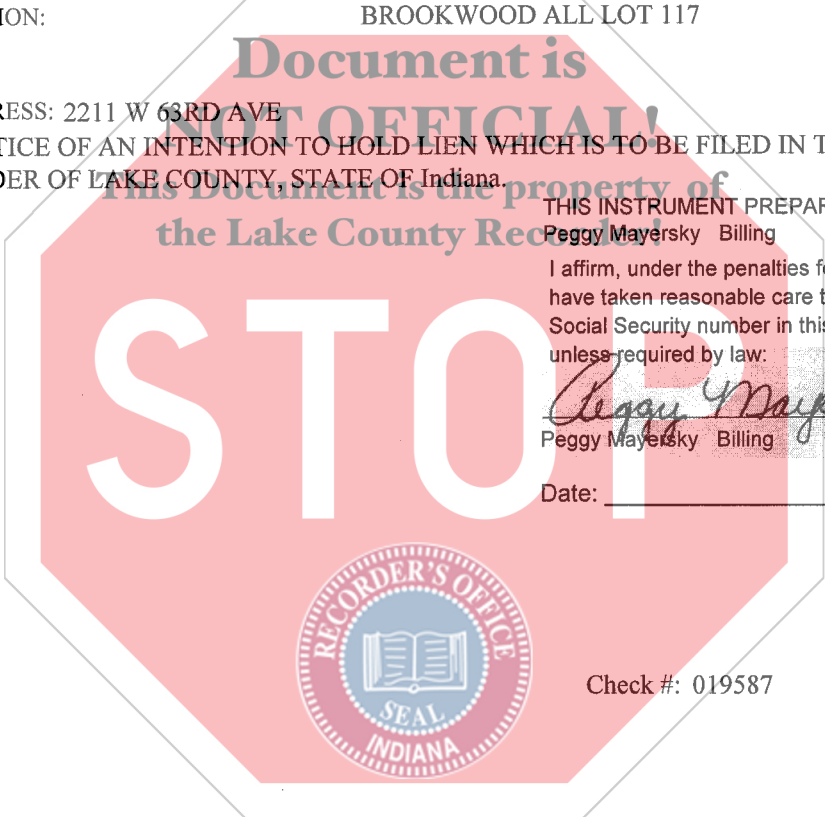 ION: BROOKWOOD ALL LOT 117
Document is
RESS: 2211 W 63RD AVE
NOT OFFICIAL!
TICE OF AN INTENTION TO HOLD LIEN WHICH IS TO BE FILED IN T
DER OF LAKE COUNTY, STATE OF Indiana.
This Document is the property of
the Lake County Recorder!
THIS INSTRUMENT PREPAR
Peggy Mayersky Billing
I affirm, under the penalties fo
have taken reasonable care t
Social Security number in this
unless required by law:
Peggy Mayers
Peggy Mayersky Billing
Date:
STOP
RECORDER'S OFFICE
SEAL
INDIANA
Check #: 019587